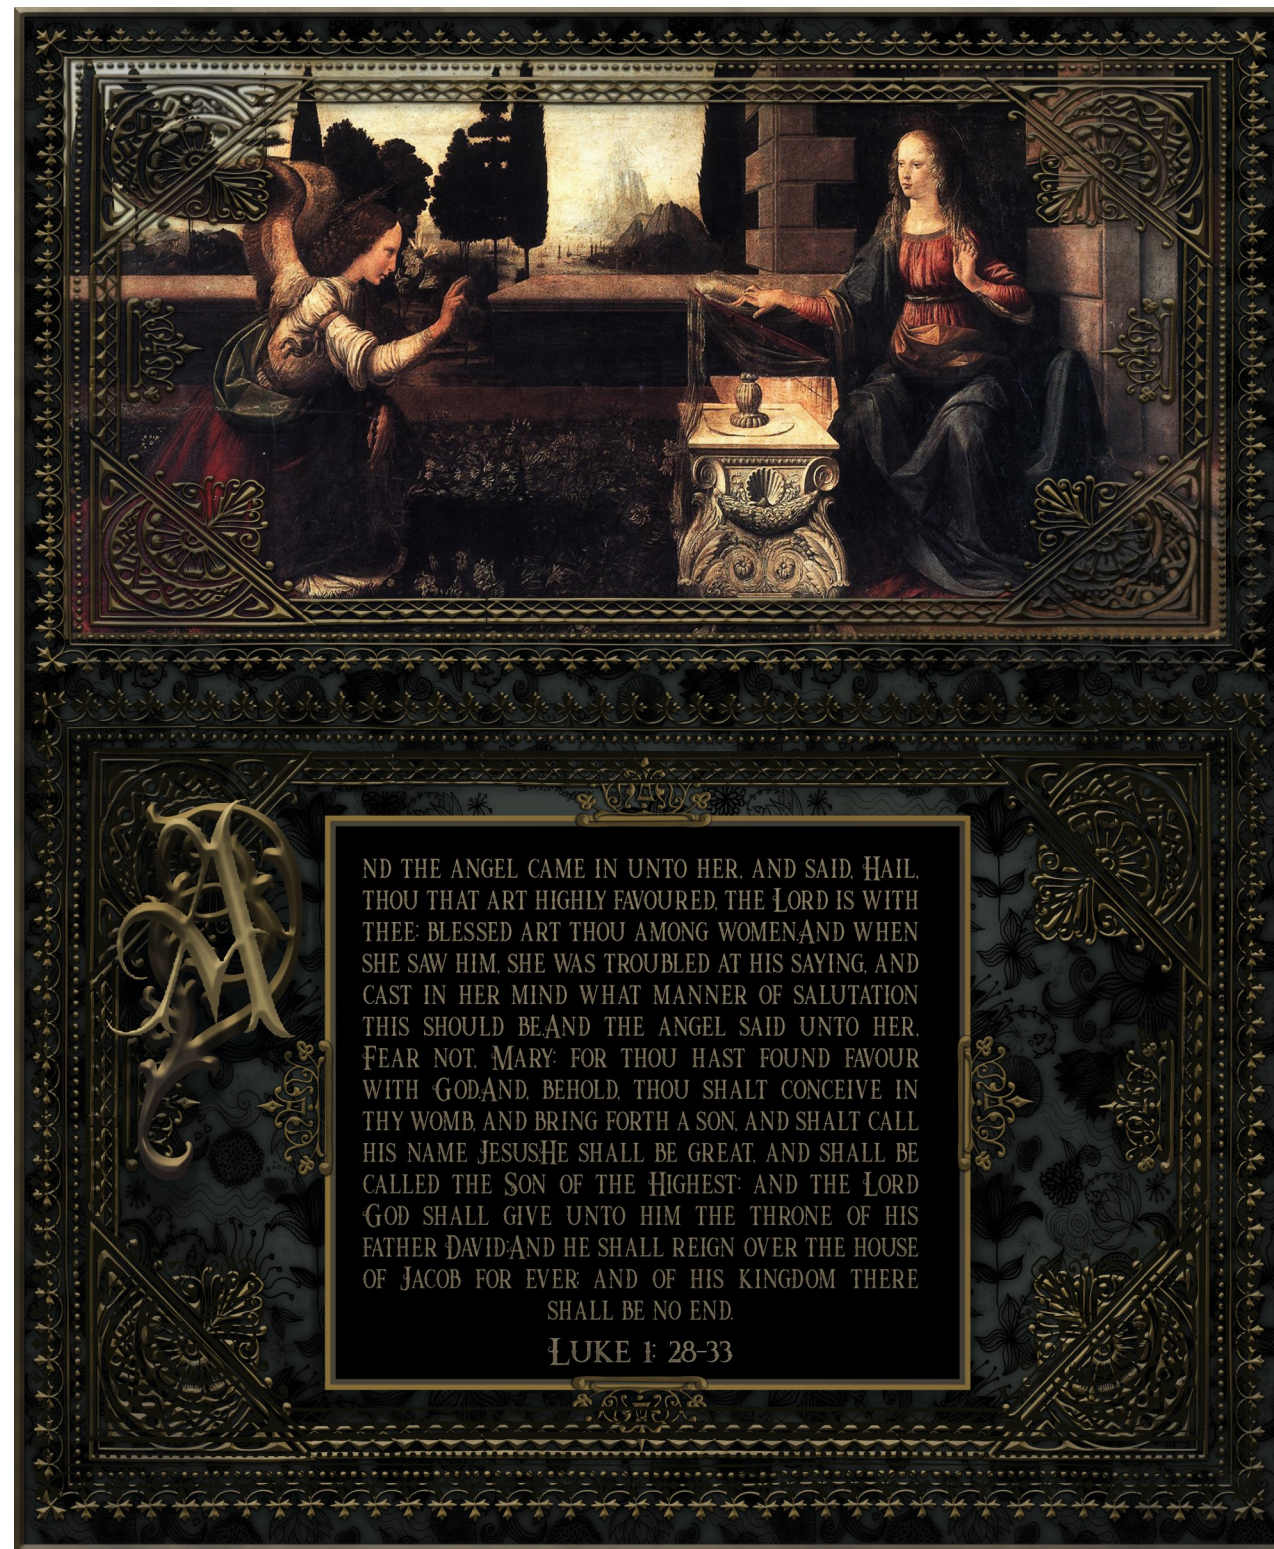 AND THE ANGEL CAME IN UNTO HER, AND SAID, HAIL,
THOU THAT ART HIGHLY FAVOURED, THE LORD IS WITH
THEE: BLESSED ART THOU AMONG WOMEN.AND WHEN
SHE SAW HIM, SHE WAS TROUBLED AT HIS SAYING, AND
CAST IN HER MIND WHAT MANNER OF SALUTATION
THIS SHOULD BE.AND THE ANGEL SAID UNTO HER,
FEAR NOT, MARY: FOR THOU HAST FOUND FAVOUR
WITH GOD.AND, BEHOLD, THOU SHALT CONCEIVE IN
THY WOMB, AND BRING FORTH A SON, AND SHALT CALL
HIS NAME JESUS.HE SHALL BE GREAT, AND SHALL BE
CALLED THE SON OF THE HIGHEST: AND THE LORD
GOD SHALL GIVE UNTO HIM THE THRONE OF HIS
FATHER DAVID:AND HE SHALL REIGN OVER THE HOUSE
OF JACOB FOR EVER; AND OF HIS KINGDOM THERE
SHALL BE NO END.
LUKE 1: 28-33